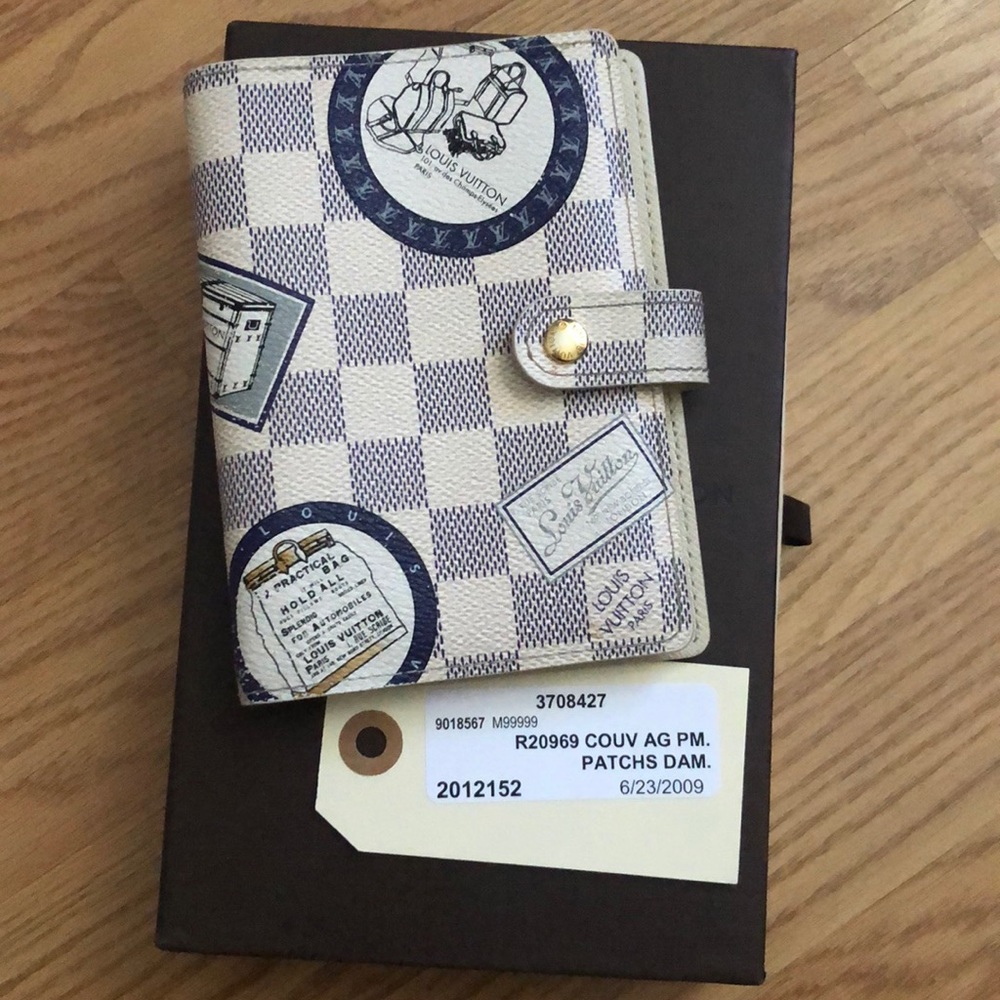 LOUIS VUITTON
101, av. des Champs-Elysées
PARIS
L O U I S V
PRACTICAL
BAG
HOLD ALL
SPLENDID
FOR AUTOMOBILES
LOUIS VUITTON
PARIS
Louis Vuitton
LOUIS
VUITTON
PARIS
3708427
9018567 M99999
R20969 COUV AG PM.
PATCHS DAM.
2012152 6/23/2009